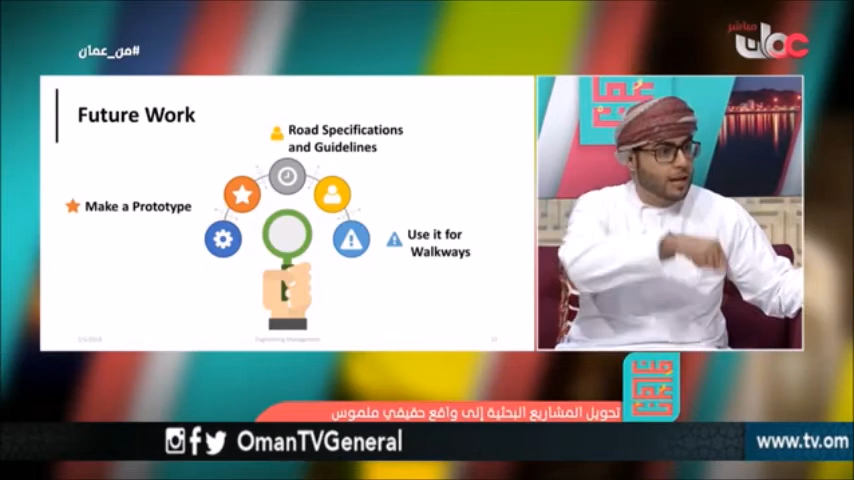 #من_عمان
مباشر
عمان
Future Work
Road Specifications
and Guidelines
Make a Prototype
Use it for
Walkways
Engineering Management
تحويل المشاريع البحثية إلى واقع حقيقي ملموس
OmanTVGeneral
www.tv.om